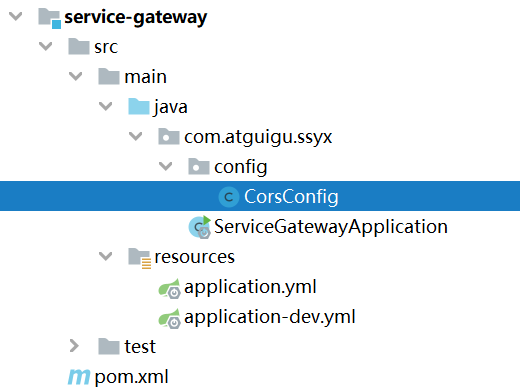 service-gateway
src
main
java
com.atguigu.ssyx
config
CorsConfig
ServiceGatewayApplication
resources
application.yml
application-dev.yml
test
pom.xml